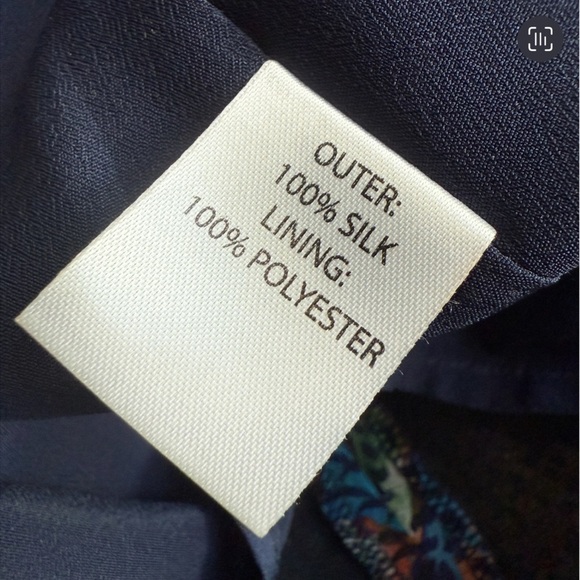 OUTER:
100% SILK
LINING:
100% POLYESTER